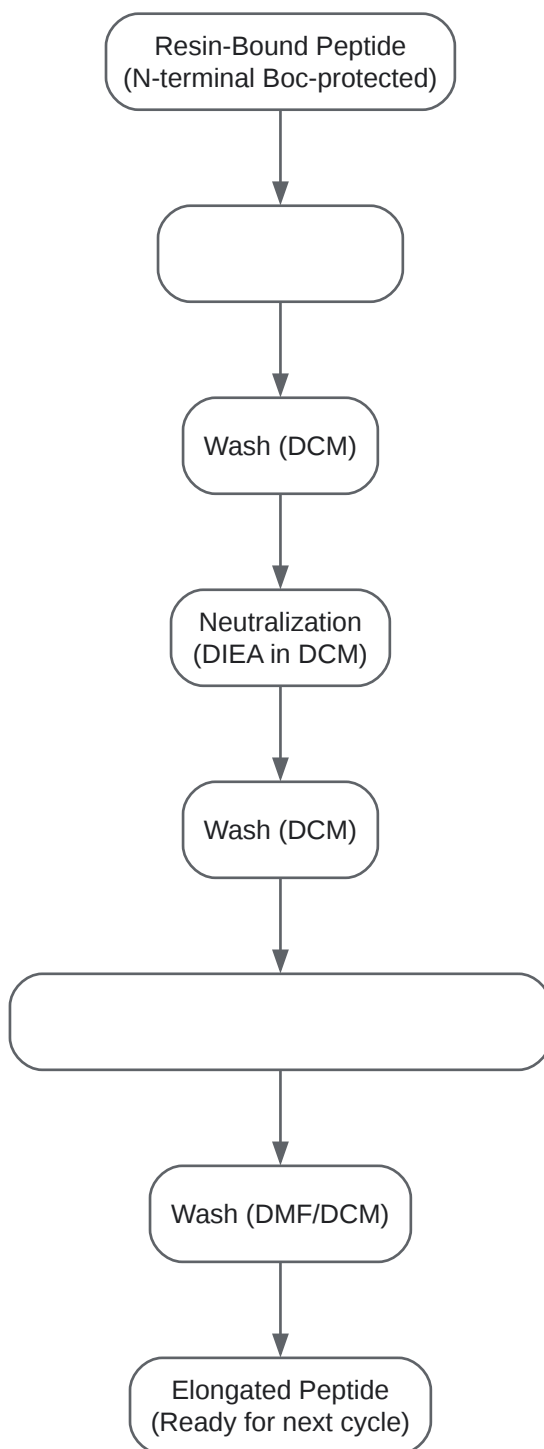 Resin-Bound Peptide
(N-terminal Boc-protected)
Wash (DCM)
Neutralization
(DIEA in DCM)
Wash (DCM)
Wash (DMF/DCM)
Elongated Peptide
(Ready for next cycle)